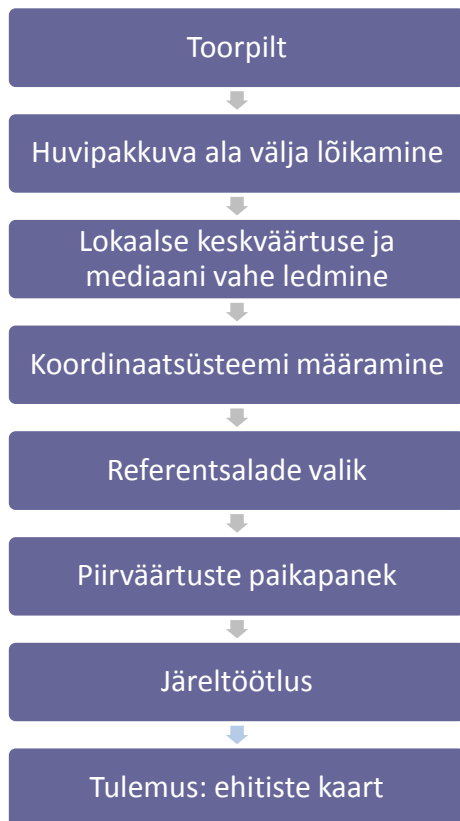 Toorpilt
Huvipakkuva ala välja lõikamine
Lokaalse keskväärtuse ja
mediaani vahe ledmine
Koordinaatsüsteemi määramine
Referentsalade valik
Piirväärtuste paikapanek
Järeltöötlus
Tulemus: ehitiste kaart